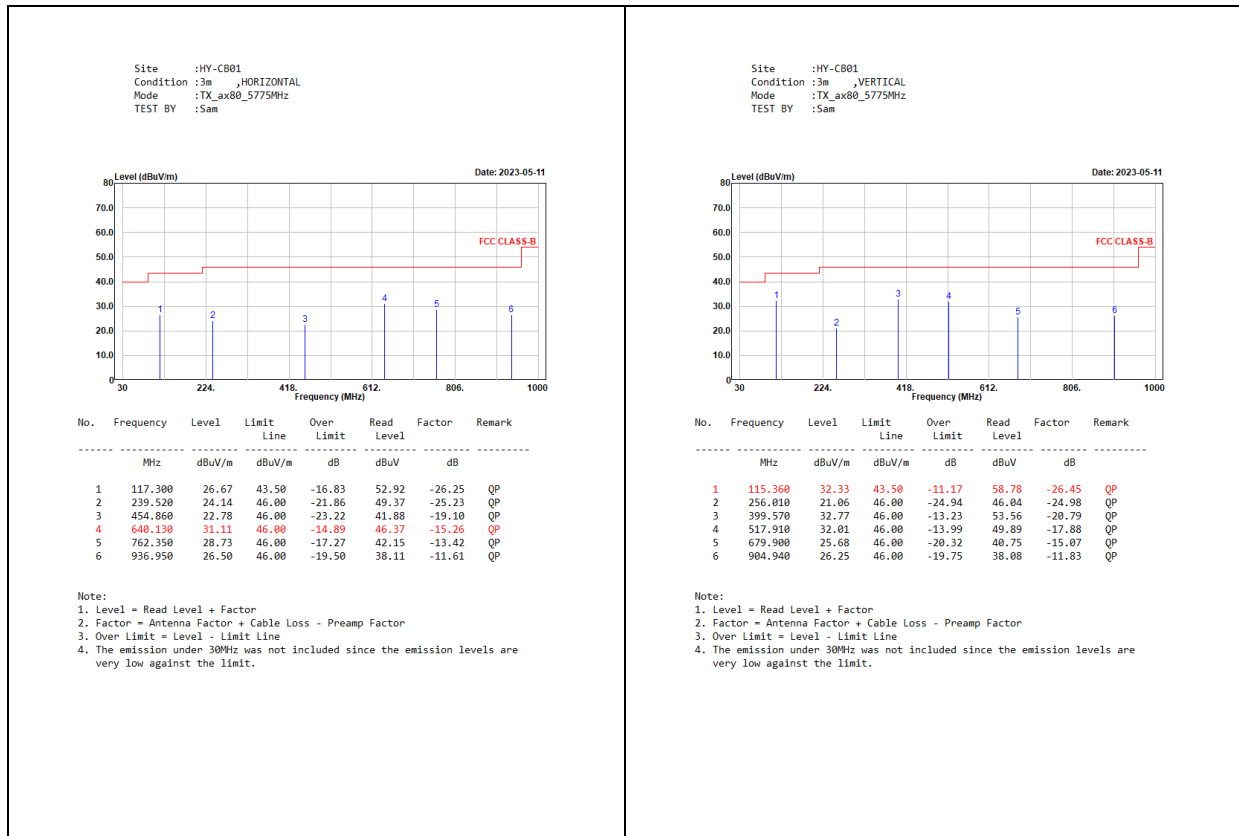 Site      :HY-CB01
Condition :3m    ,HORIZONTAL
Mode      :TX_ax80_5775MHz
TEST BY   :Sam
Level (dBuV/m)
Date: 2023-05-11
80
70.0
60.0
FCC CLASS-B
50.0
40.0
30.0
20.0
10.0
0
1
2
3
4
5
6
30 224. 418. 612. 806. 1000
Frequency (MHz)
No. Frequency Level Limit Over Read Factor Remark
Line Limit Level
------ ----------- -------- --------- -------- -------- -------- ---------
MHz dBuV/m dBuV/m dB dBuV dB
1 117.300 26.67 43.50 -16.83 52.92 -26.25 QP
2 239.520 24.14 46.00 -21.86 49.37 -25.23 QP
3 454.860 22.78 46.00 -23.22 41.88 -19.10 QP
4 640.130 31.11 46.00 -14.89 46.37 -15.26 QP
5 762.350 28.73 46.00 -17.27 42.15 -13.42 QP
6 936.950 26.50 46.00 -19.50 38.11 -11.61 QP
Note:
1. Level = Read Level + Factor
2. Factor = Antenna Factor + Cable Loss - Preamp Factor
3. Over Limit = Level - Limit Line
4. The emission under 30MHz was not included since the emission levels are
very low against the limit.
Site      :HY-CB01
Condition :3m    ,VERTICAL
Mode      :TX_ax80_5775MHz
TEST BY   :Sam
Level (dBuV/m)
Date: 2023-05-11
80
70.0
60.0
FCC CLASS-B
50.0
40.0
30.0
20.0
10.0
0
1
2
3
4
5
6
30 224. 418. 612. 806. 1000
Frequency (MHz)
No. Frequency Level Limit Over Read Factor Remark
Line Limit Level
------ ----------- -------- --------- -------- -------- -------- ---------
MHz dBuV/m dBuV/m dB dBuV dB
1 115.360 32.33 43.50 -11.17 58.78 -26.45 QP
2 256.010 21.06 46.00 -24.94 46.04 -24.98 QP
3 399.570 32.77 46.00 -13.23 53.56 -20.79 QP
4 517.910 32.01 46.00 -13.99 49.89 -17.88 QP
5 679.900 25.68 46.00 -20.32 40.75 -15.07 QP
6 904.940 26.25 46.00 -19.75 38.08 -11.83 QP
Note:
1. Level = Read Level + Factor
2. Factor = Antenna Factor + Cable Loss - Preamp Factor
3. Over Limit = Level - Limit Line
4. The emission under 30MHz was not included since the emission levels are
very low against the limit.